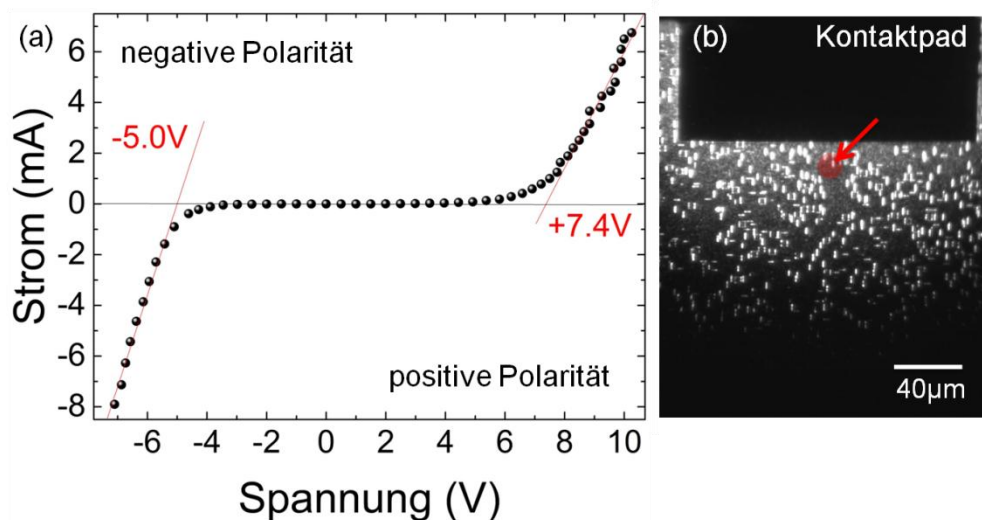 (a)
negative Polarität
-5.0V
+7.4V
positive Polarität
Strom (mA)
6
4
2
0
-2
-4
-6
-8
-6
-4
-2
0
2
4
6
8
10
Spannung (V)
(b)
Kontaktpad
40µm